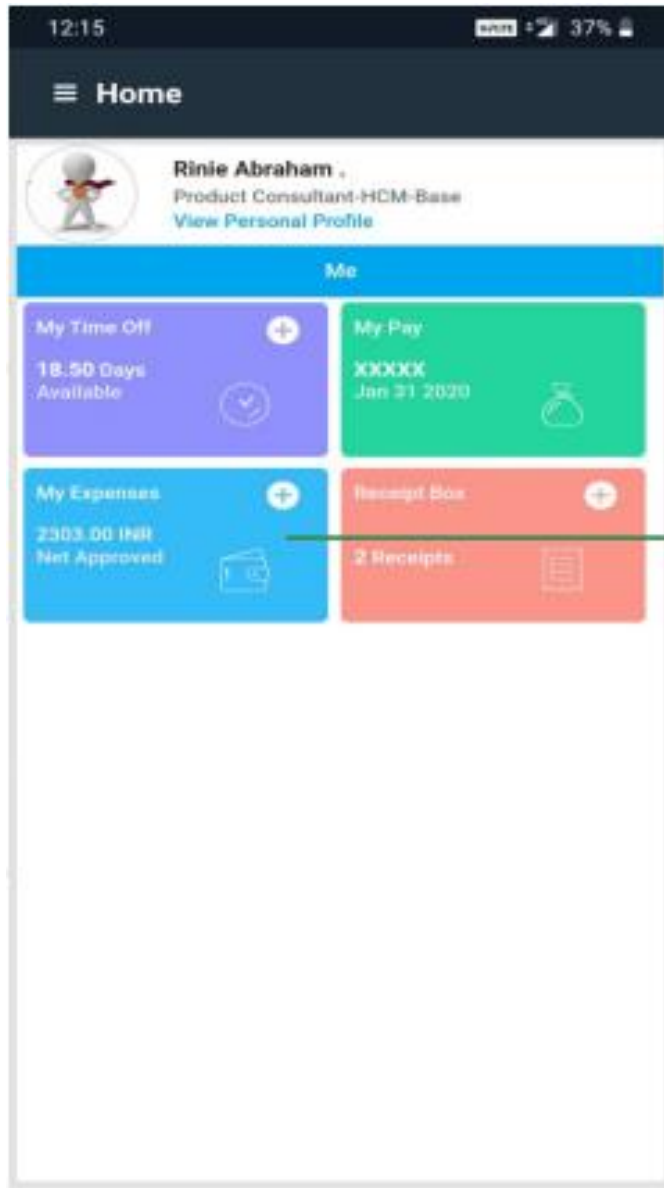 12:15
37%
Home
Rinie Abraham .
Product Consultant-HCM-Base
View Personal Profile
Me
My Time Off
18.50 Days
Available
My Pay
XXXXX
Jan 31 2020
My Expenses
2303.00 INR
Net Approved
Receipt Box
2 Receipts